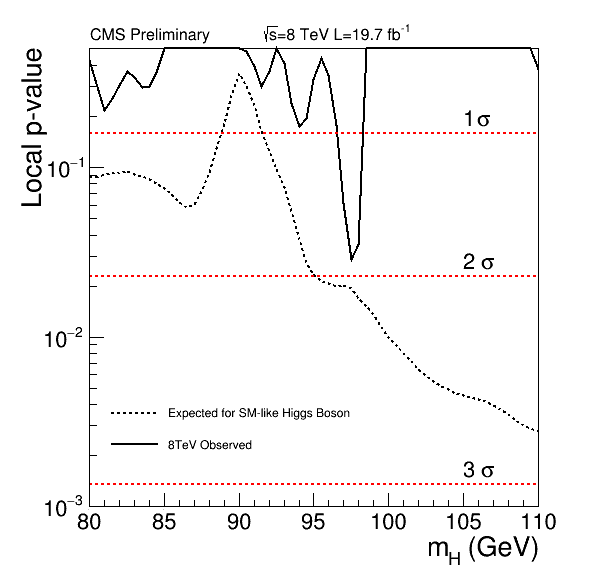 CMS Preliminary √s=8 TeV L=19.7 fb⁻¹
Local p-value
1σ
10⁻¹
2 σ
10⁻²
Expected for SM-like Higgs Boson
8TeV Observed
3 σ
10⁻³
80 85 90 95 100 105 110
m_H (GeV)